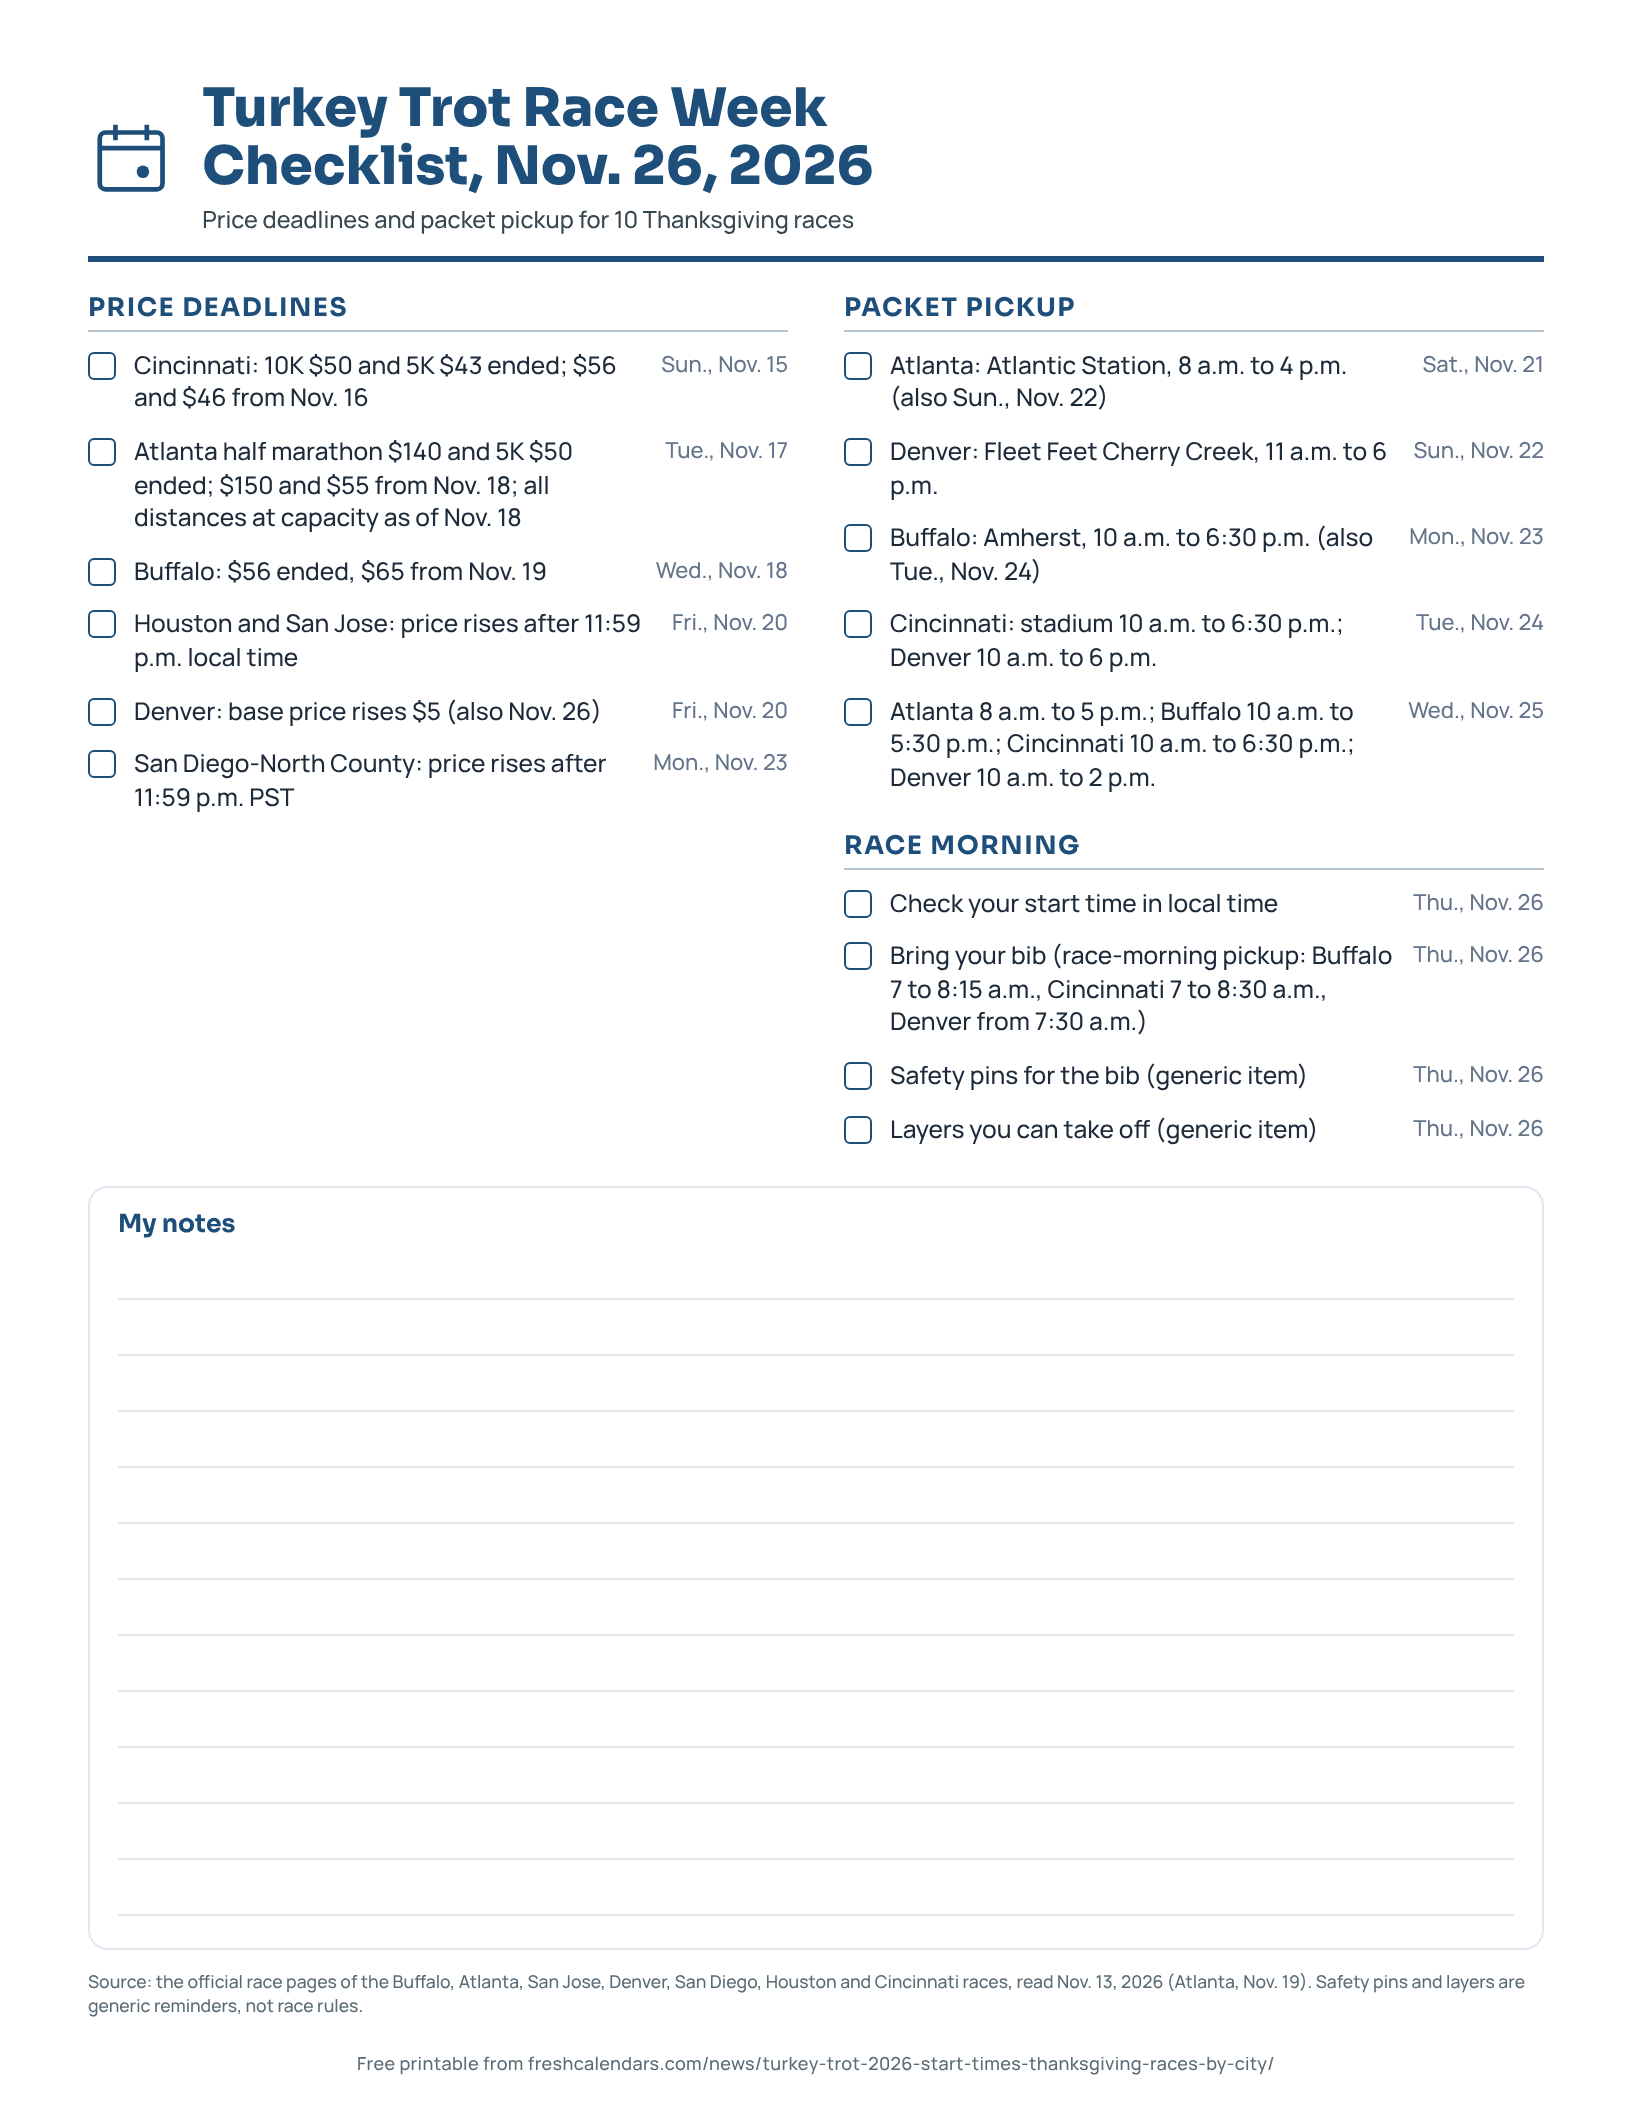 Turkey Trot Race Week
Checklist, Nov. 26, 2026
Price deadlines and packet pickup for 10 Thanksgiving races
PRICE DEADLINES
Cincinnati: 10K $50 and 5K $43 ended; $56 Sun., Nov. 15
and $46 from Nov. 16
Atlanta half marathon $140 and 5K $50 Tue., Nov. 17
ended; $150 and $55 from Nov. 18; all
distances at capacity as of Nov. 18
Buffalo: $56 ended, $65 from Nov. 19 Wed., Nov. 18
Houston and San Jose: price rises after 11:59 Fri., Nov. 20
p.m. local time
Denver: base price rises $5 (also Nov. 26) Fri., Nov. 20
San Diego-North County: price rises after Mon., Nov. 23
11:59 p.m. PST
PACKET PICKUP
Atlanta: Atlantic Station, 8 a.m. to 4 p.m. Sat., Nov. 21
(also Sun., Nov. 22)
Denver: Fleet Feet Cherry Creek, 11 a.m. to 6 Sun., Nov. 22
p.m.
Buffalo: Amherst, 10 a.m. to 6:30 p.m. (also Mon., Nov. 23
Tue., Nov. 24)
Cincinnati: stadium 10 a.m. to 6:30 p.m.; Tue., Nov. 24
Denver 10 a.m. to 6 p.m.
Atlanta 8 a.m. to 5 p.m.; Buffalo 10 a.m. to Wed., Nov. 25
5:30 p.m.; Cincinnati 10 a.m. to 6:30 p.m.;
Denver 10 a.m. to 2 p.m.
RACE MORNING
Check your start time in local time Thu., Nov. 26
Bring your bib (race-morning pickup: Buffalo Thu., Nov. 26
7 to 8:15 a.m., Cincinnati 7 to 8:30 a.m.,
Denver from 7:30 a.m.)
Safety pins for the bib (generic item) Thu., Nov. 26
Layers you can take off (generic item) Thu., Nov. 26
My notes
Source: the official race pages of the Buffalo, Atlanta, San Jose, Denver, San Diego, Houston and Cincinnati races, read Nov. 13, 2026 (Atlanta, Nov. 19). Safety pins and layers are
generic reminders, not race rules.
Free printable from freshcalendars.com/news/turkey-trot-2026-start-times-thanksgiving-races-by-city/